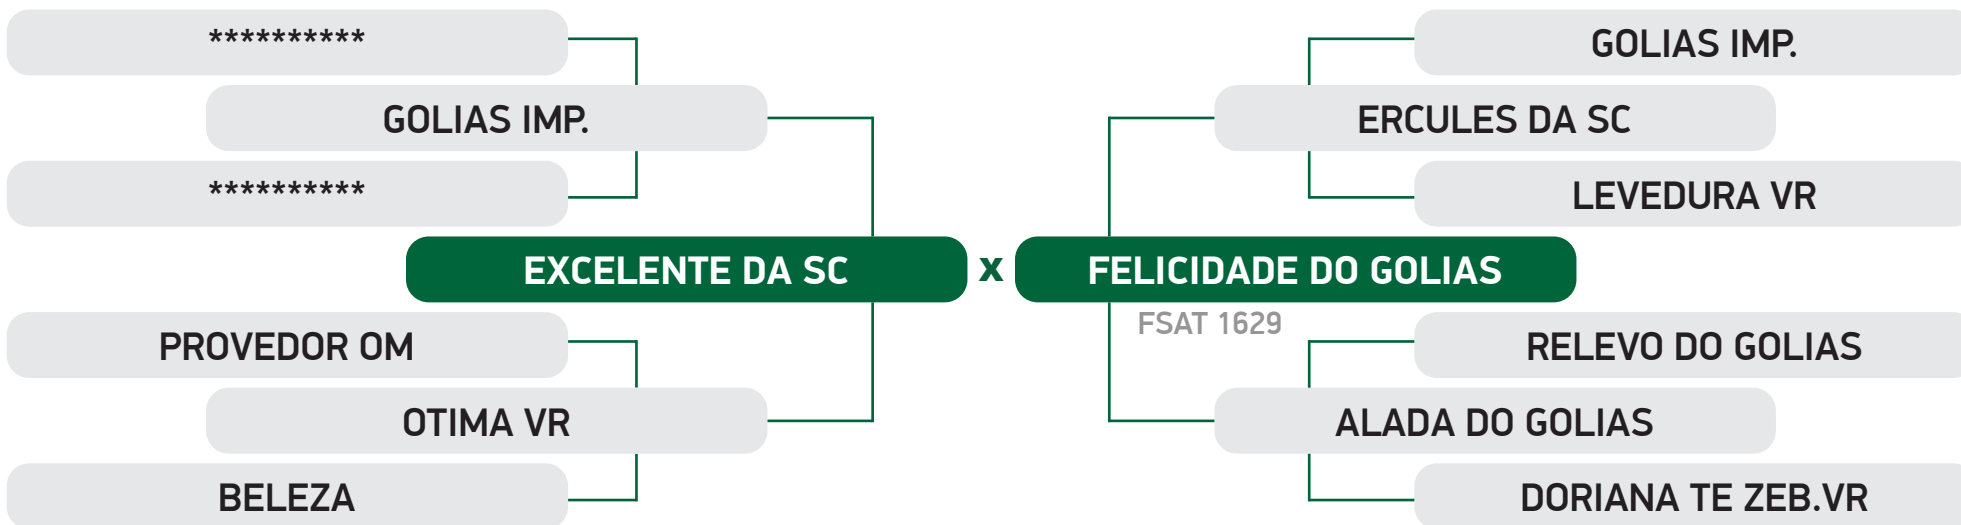 **********
GOLIAS IMP.
GOLIAS IMP.
ERCULES DA SC
**********
LEVEDURA VR
EXCELENTE DA SC x FELICIDADE DO GOLIAS
FSAT 1629
PROVEDOR OM
RELEVO DO GOLIAS
OTIMA VR
ALADA DO GOLIAS
BELEZA
DORIANA TE ZEB.VR